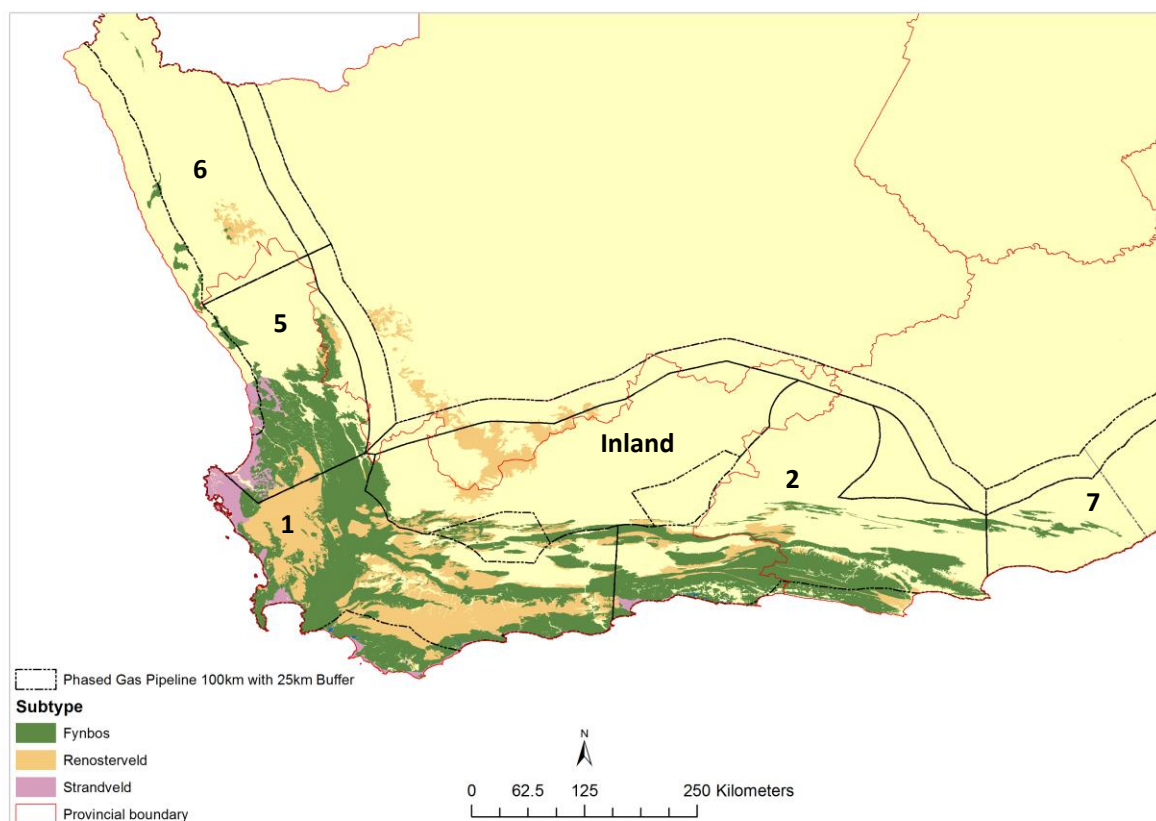 6
5
Inland
2
7
1
Phased Gas Pipeline 100km with 25km Buffer
Subtype
Fynbos
Renosterveld
Strandveld
Provincial boundary
N
0 62.5 125 250 Kilometers